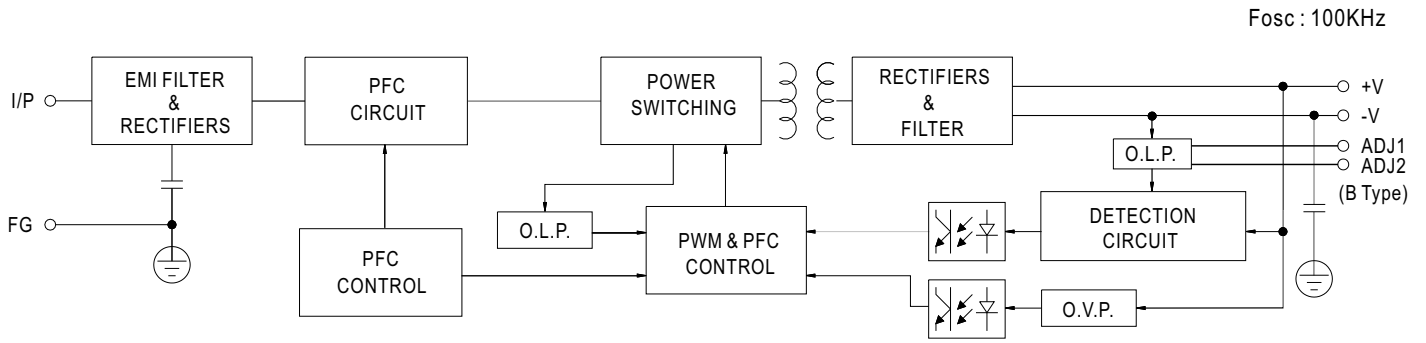 Fosc : 100KHz
I/P
EMI FILTER
&
RECTIFIERS
PFC
CIRCUIT
POWER
SWITCHING
RECTIFIERS
&
FILTER
+V
-V
ADJ1
ADJ2
(B Type)
O.L.P.
FG
O.L.P.
PFC
CONTROL
PWM & PFC
CONTROL
DETECTION
CIRCUIT
O.V.P.